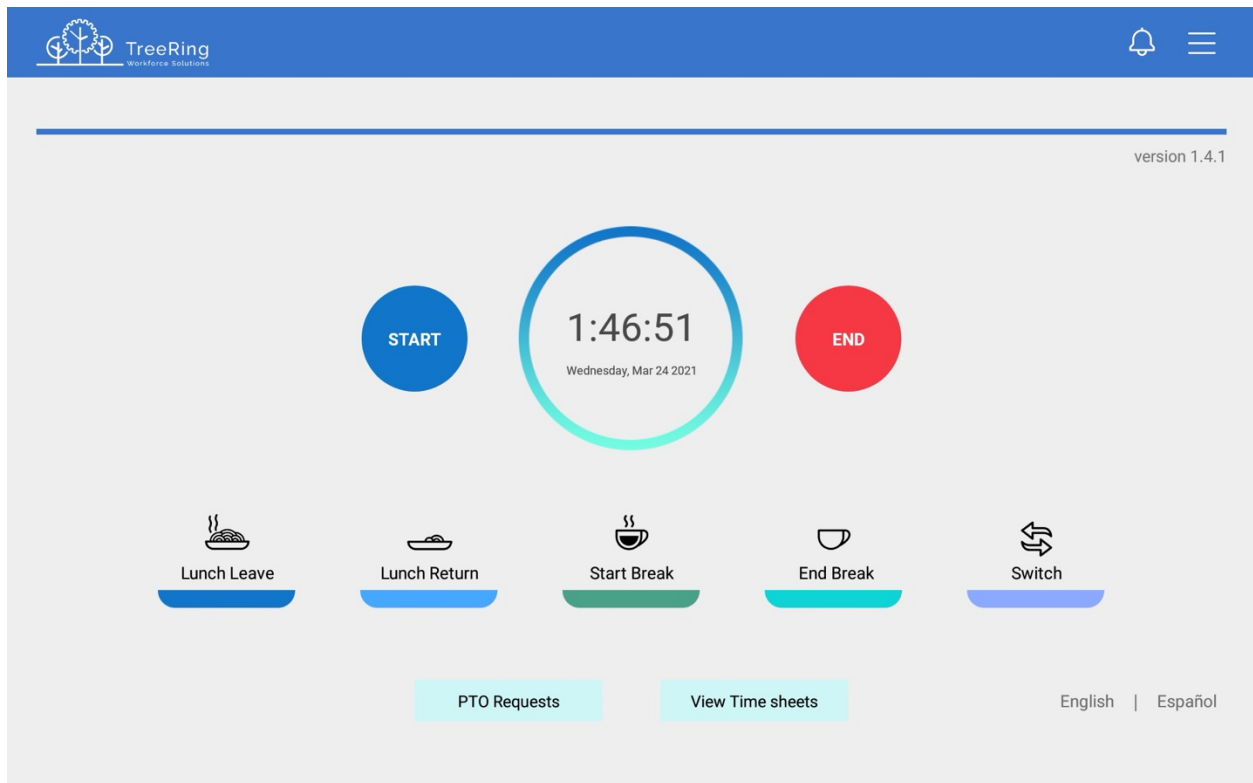 TreeRing
Workforce Solutions
version 1.4.1
START
1:46:51
Wednesday, Mar 24 2021
END
Lunch Leave
Lunch Return
Start Break
End Break
Switch
PTO Requests
View Time sheets
English | Español